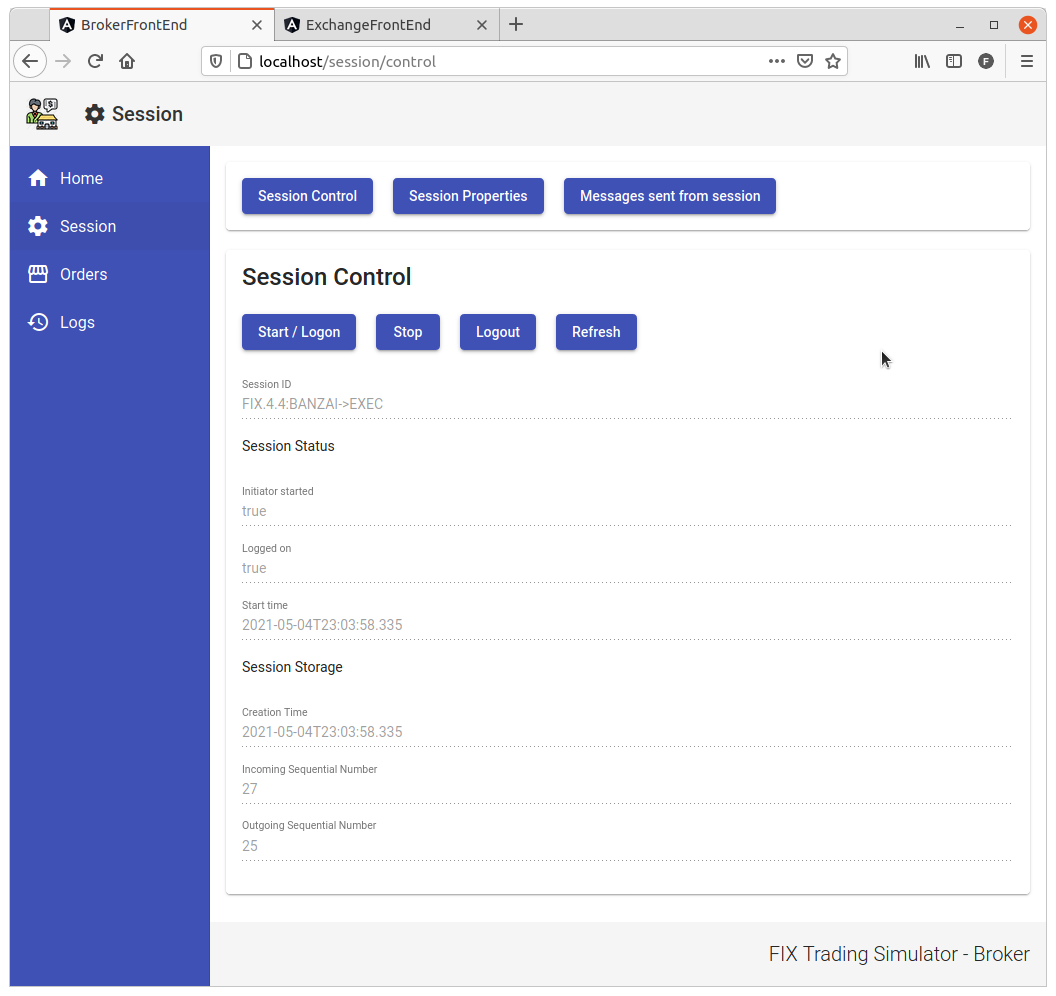 BrokerFrontEnd ExchangeFrontEnd
localhost/session/control
F
Session
Home
Session
Orders
Logs
Session Control Session Properties Messages sent from session
Session Control
Start / Logon Stop Logout Refresh
Session ID
FIX.4.4:BANZAI->EXEC
Session Status
Initiator started
true
Logged on
true
Start time
2021-05-04T23:03:58.335
Session Storage
Creation Time
2021-05-04T23:03:58.335
Incoming Sequential Number
27
Outgoing Sequential Number
25
FIX Trading Simulator - Broker